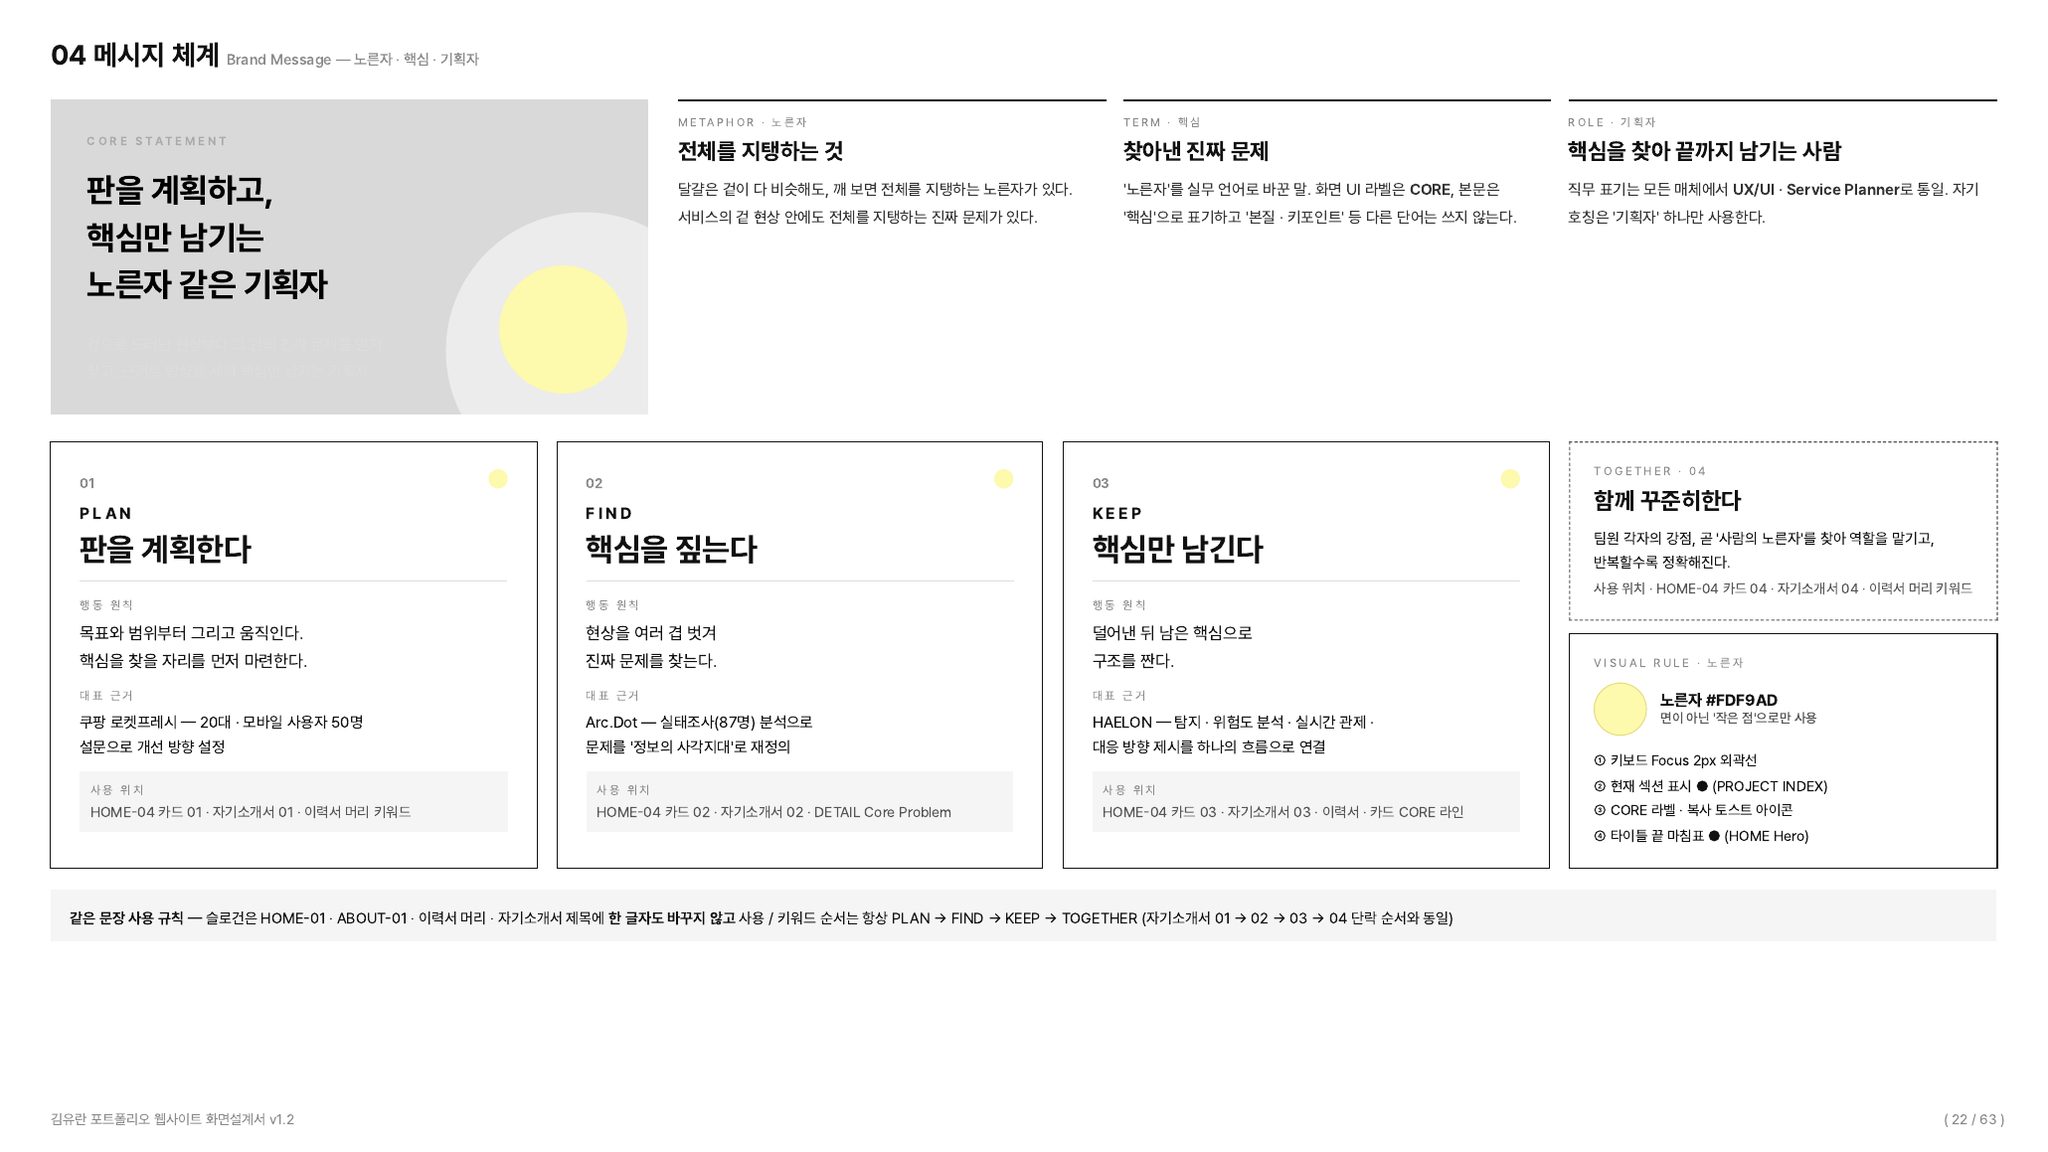 04 메시지 체계 Brand Message — 노른자 · 핵심 · 기획자
CORE STATEMENT
판을 계획하고,
핵심만 남기는
노른자 같은 기획자
METAPHOR · 노른자
전체를 지탱하는 것
달걀은 겉이 다 비슷해도, 깨 보면 전체를 지탱하는 노른자가 있다.
서비스의 겉 현상 안에도 전체를 지탱하는 진짜 문제가 있다.
TERM · 핵심
찾아낸 진짜 문제
'노른자'를 실무 언어로 바꾼 말. 화면 UI 라벨은 CORE, 본문은
'핵심'으로 표기하고 '본질 · 키포인트' 등 다른 단어는 쓰지 않는다.
ROLE · 기획자
핵심을 찾아 끝까지 남기는 사람
직무 표기는 모든 매체에서 UX/UI · Service Planner로 통일. 자기
호칭은 '기획자' 하나만 사용한다.
01
PLAN
판을 계획한다
행동 원칙
목표와 범위부터 그리고 움직인다.
핵심을 찾을 자리를 먼저 마련한다.
대표 근거
쿠팡 로켓프레시 — 20대 · 모바일 사용자 50명
설문으로 개선 방향 설정
사용 위치
HOME-04 카드 01 · 자기소개서 01 · 이력서 머리 키워드
02
FIND
핵심을 짚는다
행동 원칙
현상을 여러 겹 벗겨
진짜 문제를 찾는다.
대표 근거
Arc.Dot — 실태조사(87명) 분석으로
문제를 '정보의 사각지대'로 재정의
사용 위치
HOME-04 카드 02 · 자기소개서 02 · DETAIL Core Problem
03
KEEP
핵심만 남긴다
행동 원칙
덜어낸 뒤 남은 핵심으로
구조를 짠다.
대표 근거
HAELON — 탐지 · 위험도 분석 · 실시간 관제 ·
대응 방향 제시를 하나의 흐름으로 연결
사용 위치
HOME-04 카드 03 · 자기소개서 03 · 이력서 · 카드 CORE 라인
TOGETHER · 04
함께 꾸준히한다
팀원 각자의 강점, 곧 '사람의 노른자'를 찾아 역할을 맡기고,
반복할수록 정확해진다.
사용 위치 · HOME-04 카드 04 · 자기소개서 04 · 이력서 머리 키워드
VISUAL RULE · 노른자
노른자 #FDF9AD
면이 아닌 '작은 점'으로만 사용
① 키보드 Focus 2px 외곽선
② 현재 섹션 표시 ● (PROJECT INDEX)
③ CORE 라벨 · 복사 토스트 아이콘
④ 타이틀 끝 마침표 ● (HOME Hero)
같은 문장 사용 규칙 — 슬로건은 HOME-01 · ABOUT-01 · 이력서 머리 · 자기소개서 제목에 한 글자도 바꾸지 않고 사용 / 키워드 순서는 항상 PLAN → FIND → KEEP → TOGETHER (자기소개서 01 → 02 → 03 → 04 단락 순서와 동일)
김유란 포트폴리오 웹사이트 화면설계서 v1.2
( 22 / 63 )